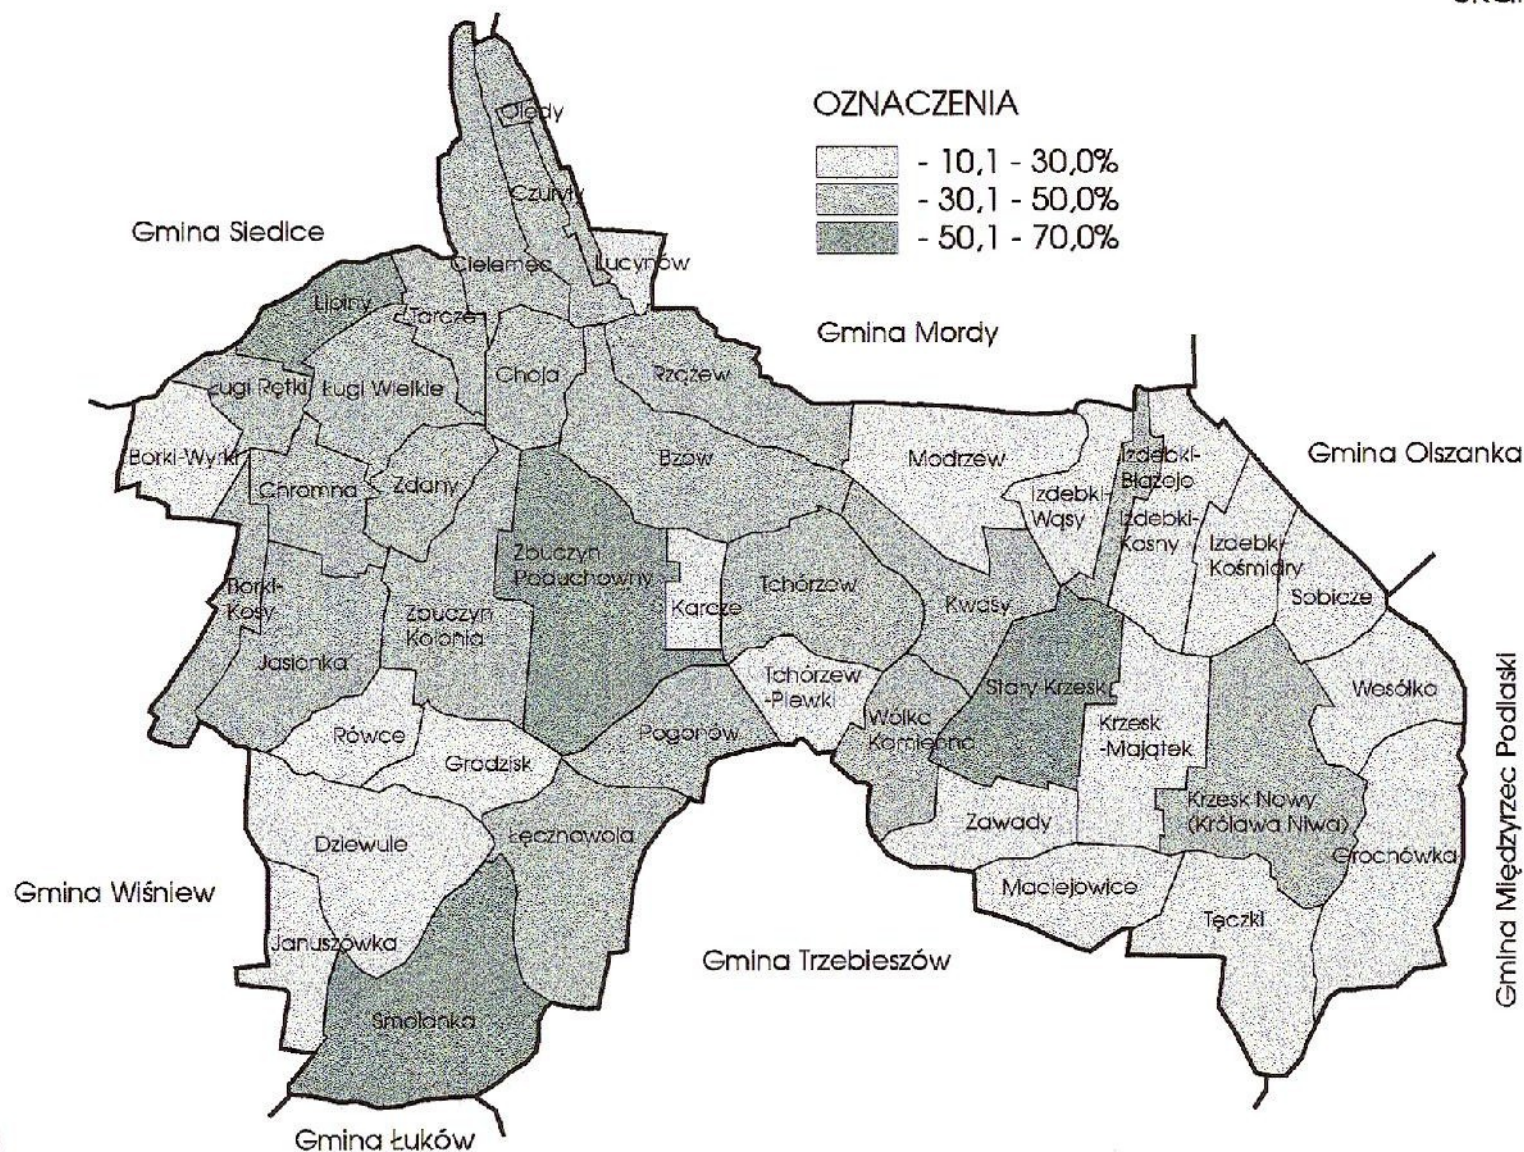 OZNACZENIA
- 10,1 - 30,0%
- 30,1 - 50,0%
- 50,1 - 70,0%
Olędy
Czuryły
Gmina Siedlce
Cielemęc
Lucynów
Lipiny
Tarcze
Gmina Mordy
Ługi Rętki
Ługi Wielkie
Choja
Rzążew
Borki-Wyrki
Chromna
Zdany
Bzów
Modrzew
Izdebki-
Błażeje
Gmina Olszanka
Izdebki-
Wąsy
Izdebki-
Kosny
Izdebki-
Kośmidry
Sobicze
Zbuczyn
Poduchowny
Karcze
Tchórzew
Kwasy
Borki-
Kosy
Zbuczyn
Kolonia
Jasionka
Tchórzew
-Plewki
Stary Krzesk
Wesółka
Równce
Grodzisk
Pogonów
Wólka
Kamienna
Krzesk
-Majątek
Krzesk Nowy
(Królowa Niwa)
Dziewule
Łęcznowola
Zawady
Grochówka
Maciejowice
Tęczki
Gmina Wiśniew
Januszówka
Gmina Trzebieszów
Smolanka
Gmina Łuków
Gmina Międzyrzec Podlaski